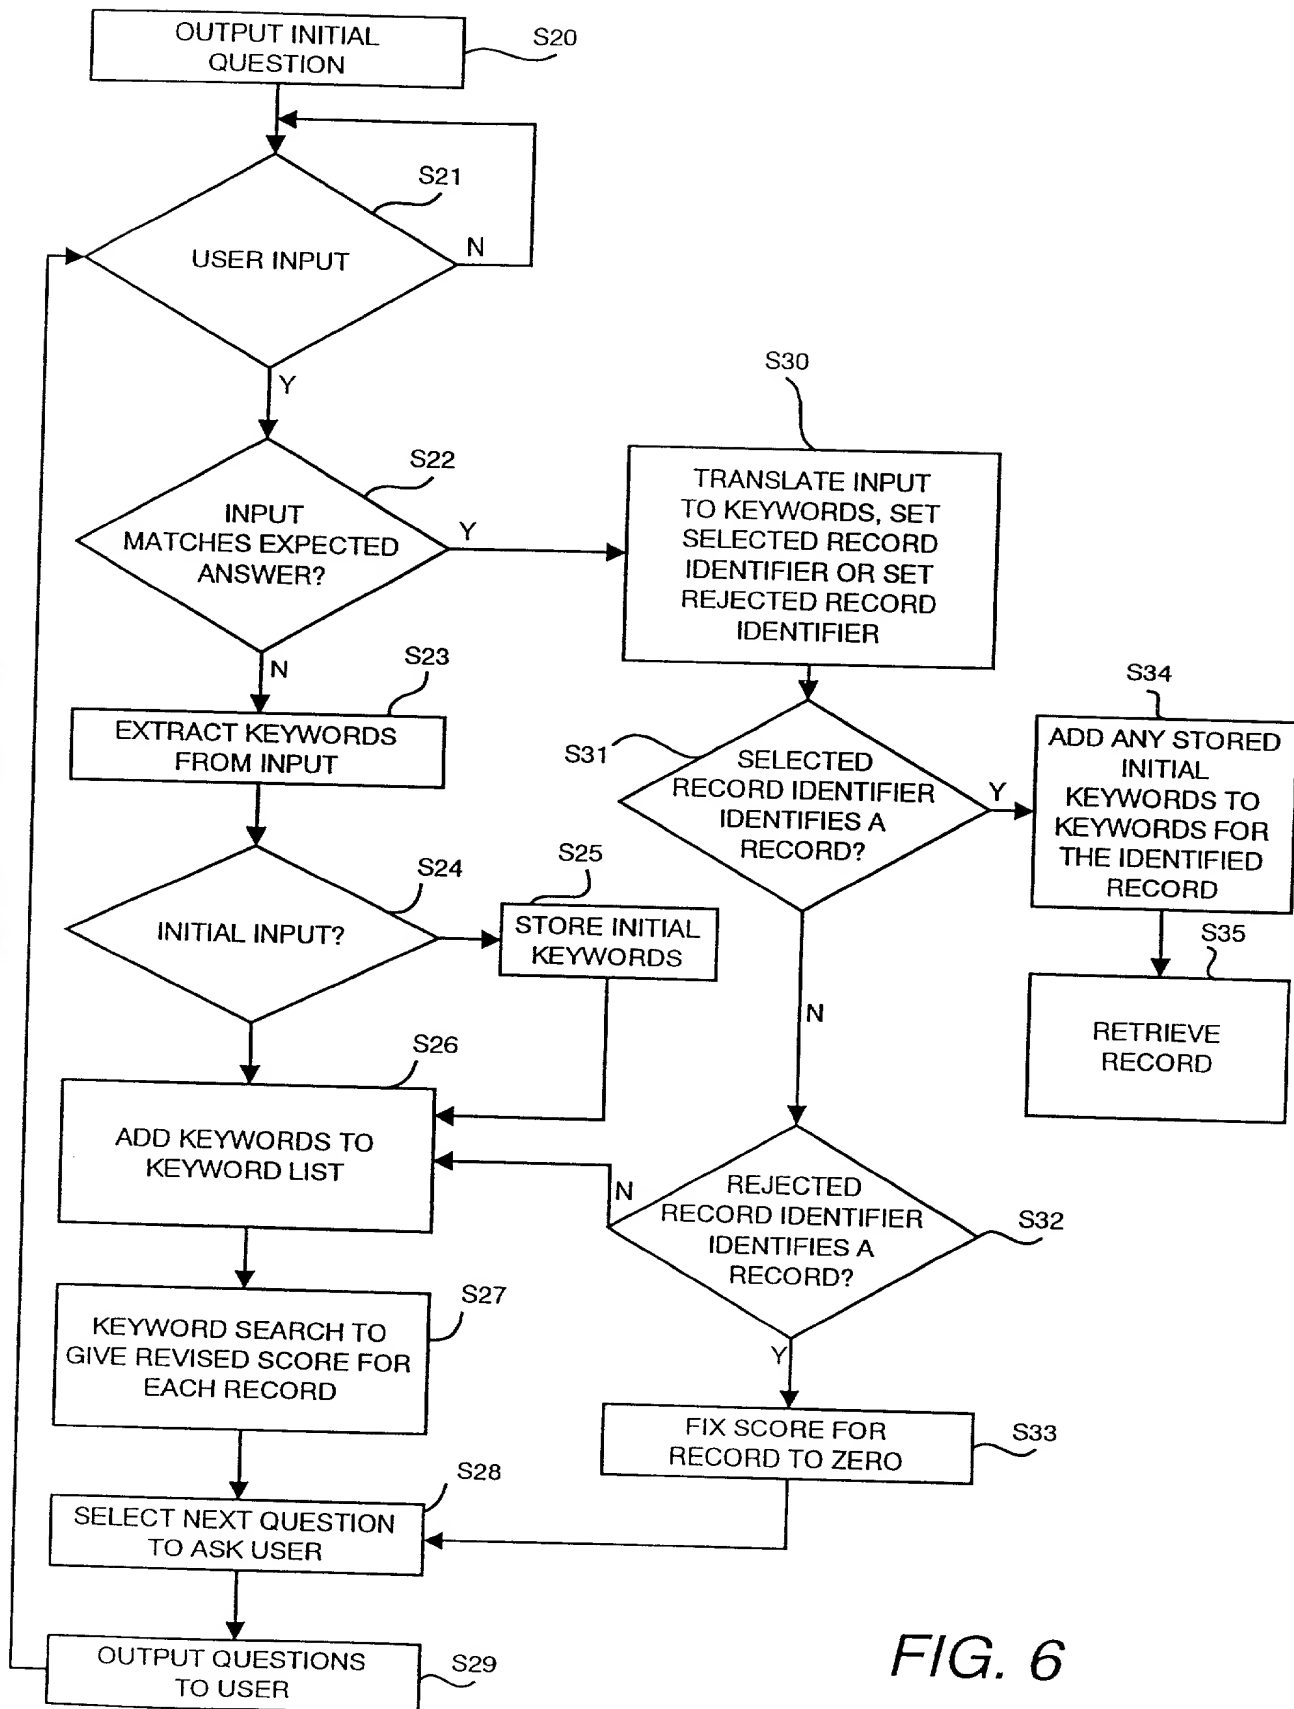 OUTPUT INITIAL
QUESTION
S20
S21
USER INPUT
N
Y
S22
INPUT
MATCHES EXPECTED
ANSWER?
Y
N
S30
TRANSLATE INPUT
TO KEYWORDS, SET
SELECTED RECORD
IDENTIFIER OR SET
REJECTED RECORD
IDENTIFIER
S23
EXTRACT KEYWORDS
FROM INPUT
S31
SELECTED
RECORD IDENTIFIER
IDENTIFIES A
RECORD?
Y
N
S34
ADD ANY STORED
INITIAL
KEYWORDS TO
KEYWORDS FOR
THE IDENTIFIED
RECORD
S24
INITIAL INPUT?
S25
STORE INITIAL
KEYWORDS
S35
RETRIEVE
RECORD
S26
ADD KEYWORDS TO
KEYWORD LIST
N
REJECTED
RECORD IDENTIFIER
IDENTIFIES A
RECORD?
S32
Y
S27
KEYWORD SEARCH TO
GIVE REVISED SCORE FOR
EACH RECORD
FIX SCORE FOR
RECORD TO ZERO
S33
S28
SELECT NEXT QUESTION
TO ASK USER
OUTPUT QUESTIONS
TO USER
S29
FIG. 6